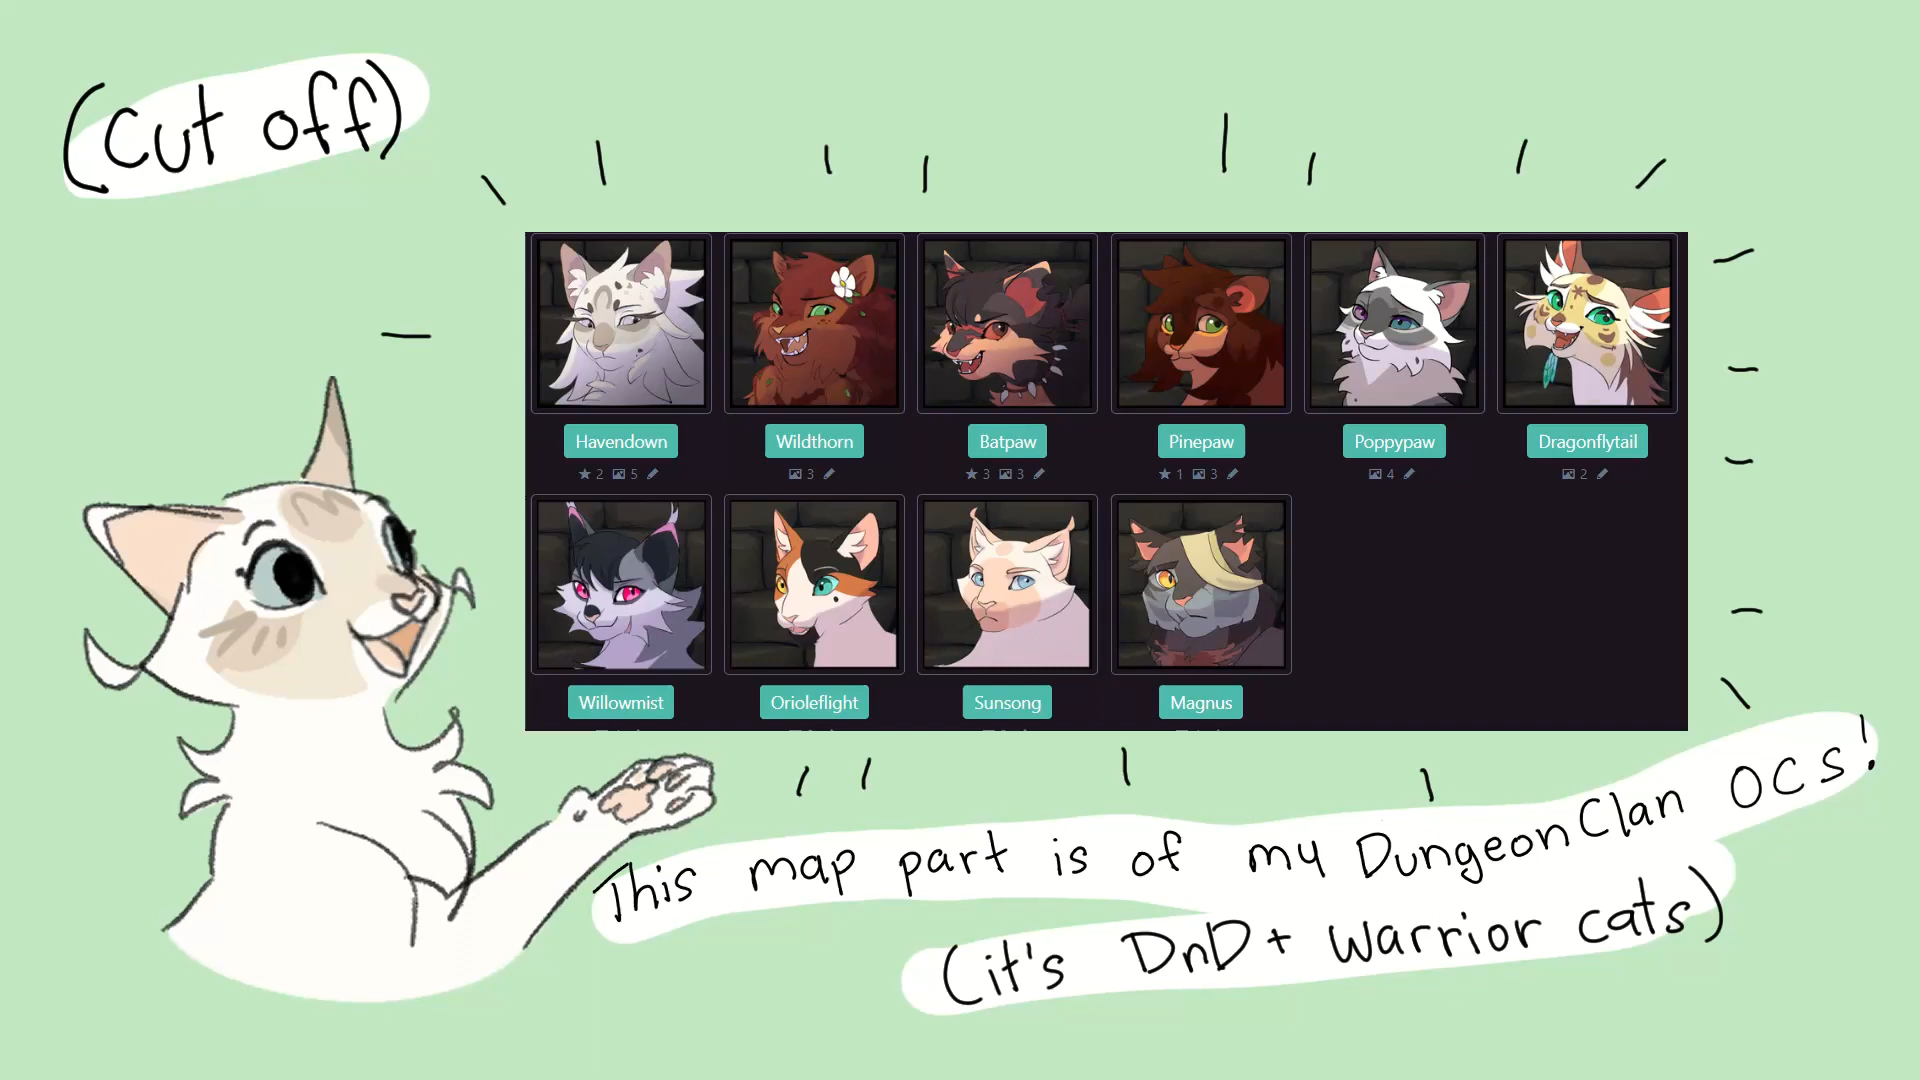 (cut off)
Havendown
Wildthorn
Batpaw
Pinepaw
Poppypaw
Dragonflytail
2 5
3
3 3
1 3
4
2
Willowmist
Orioleflight
Sunsong
Magnus
This map part is of my DungeonClan OCs!
(it's DnD + Warrior cats)